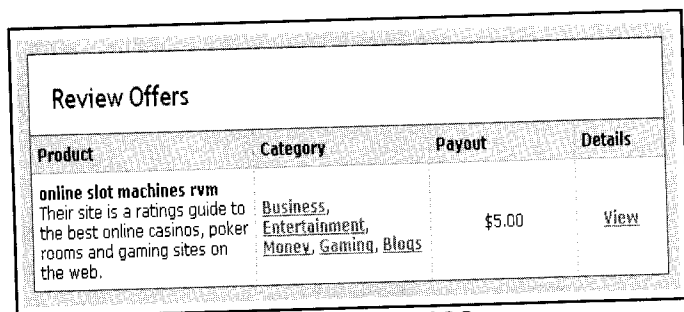 Review Offers
Product Category Payout Details
online slot machines rvm
Their site is a ratings guide to
the best online casinos, poker
rooms and gaming sites on
the web.
Business,
Entertainment,
Money, Gaming, Blogs
$5.00
View